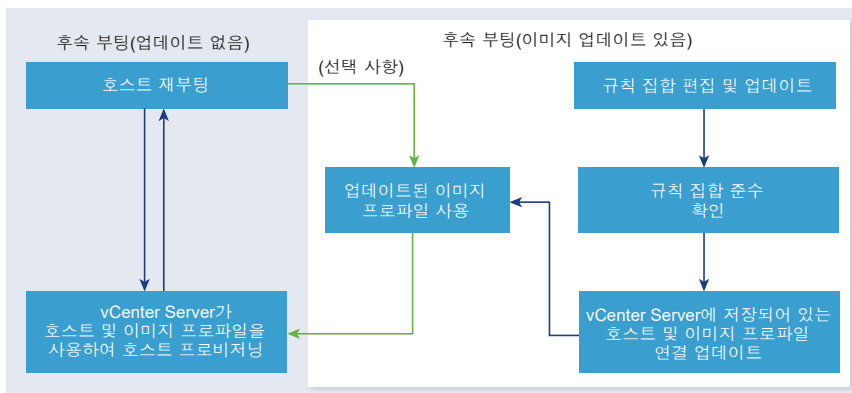 후속 부팅(업데이트 없음)
호스트 재부팅
vCenter Server가
호스트 및 이미지 프로파일을
사용하여 호스트 프로비저닝
후속 부팅(이미지 업데이트 있음)
(선택 사항)
업데이트된 이미지
프로파일 사용
규칙 집합 편집 및 업데이트
규칙 집합 준수
확인
vCenter Server에 저장되어 있는
호스트 및 이미지 프로파일
연결 업데이트